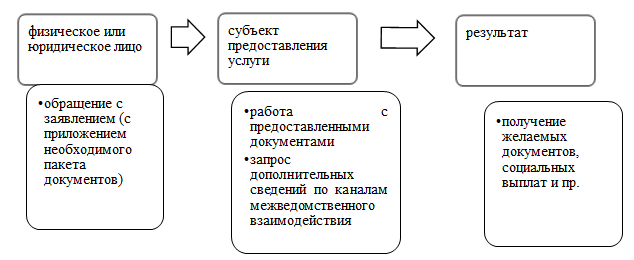 физическое или
юридическое лицо
•обращение с
заявлением (с
приложением
необходимого
пакета
документов)
субъект
предоставления
услуги
•работа с
предоставленными
документами
•запрос
дополнительных
сведений по каналам
межведомственного
взаимодействия
результат
•получение
желаемых
документов,
социальных
выплат и пр.